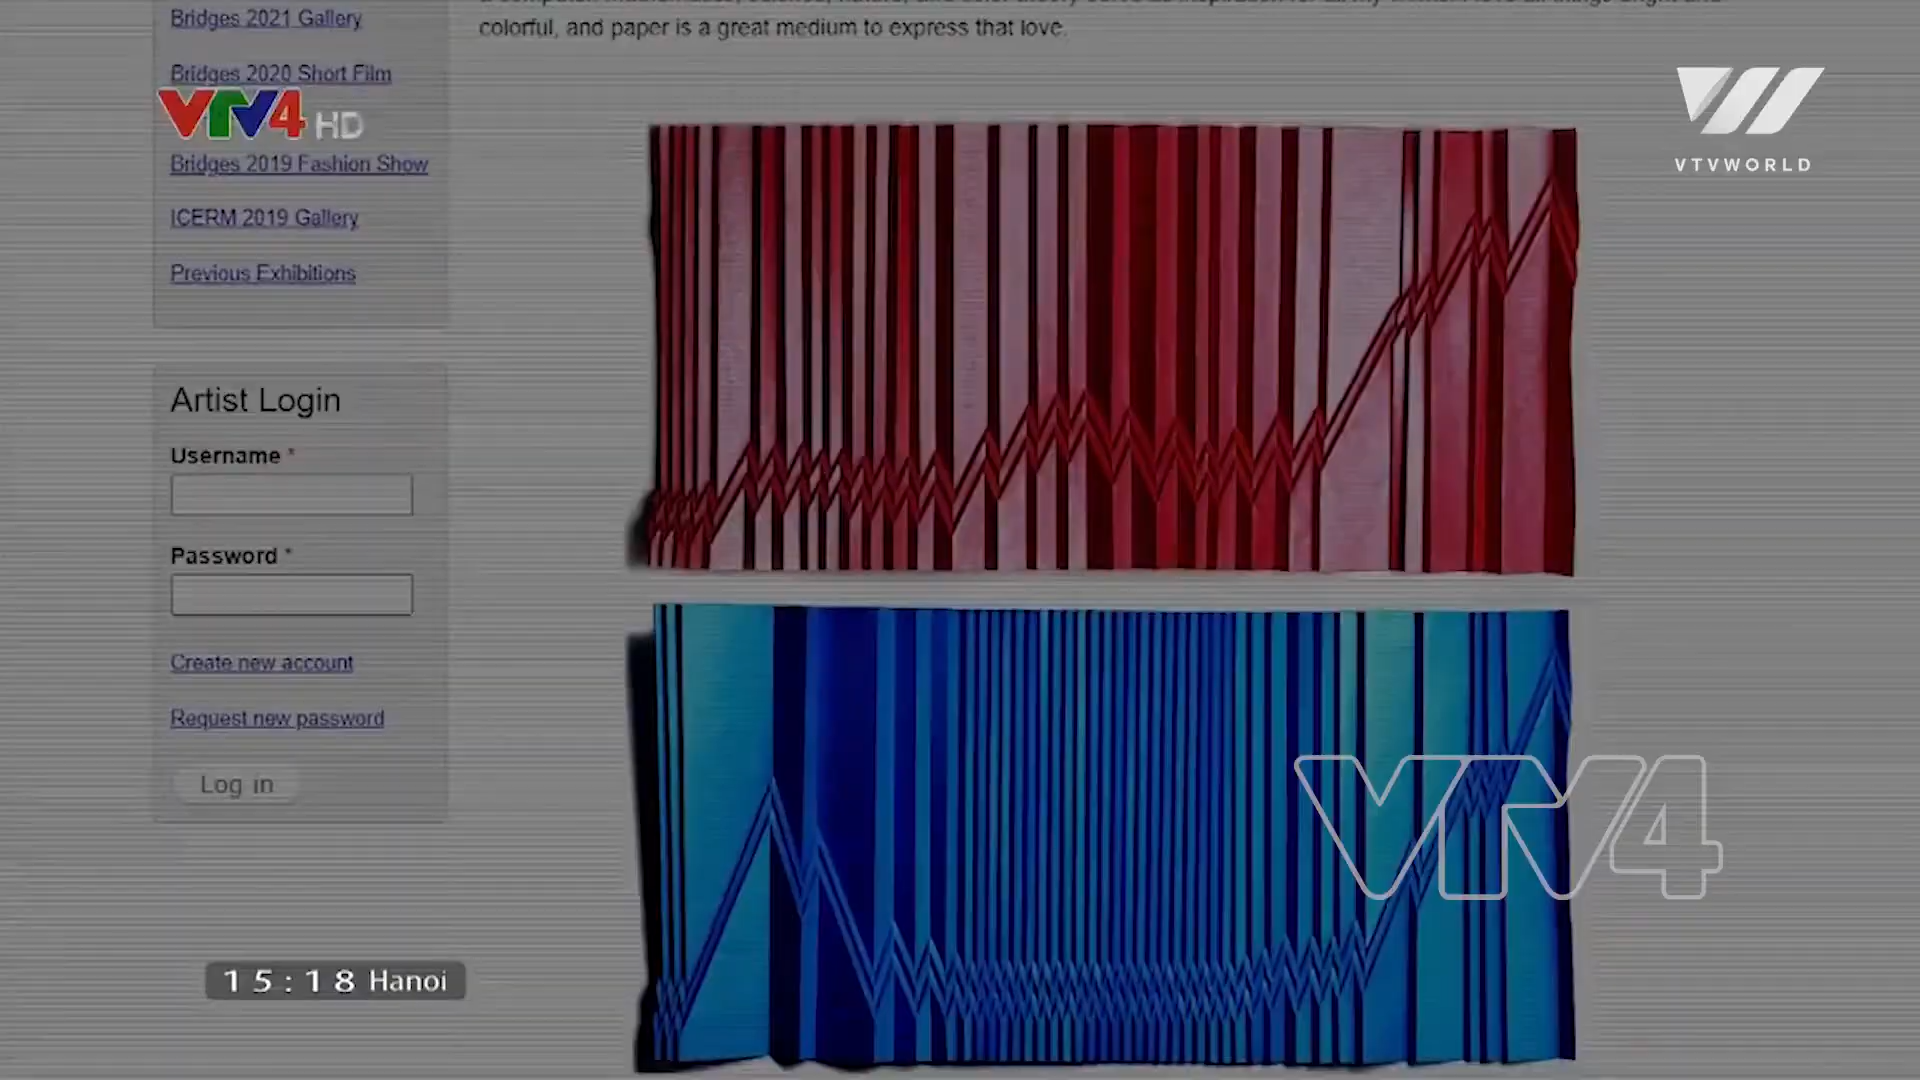 Bridges 2021 Gallery
colorful, and paper is a great medium to express that love.
Bridges 2020 Short Film
VTV4 HD
VTVWORLD
Bridges 2019 Fashion Show
ICERM 2019 Gallery
Previous Exhibitions
Artist Login
Username *
Password *
Create new account
Request new password
Log in
VTV4
15:18 Hanoi